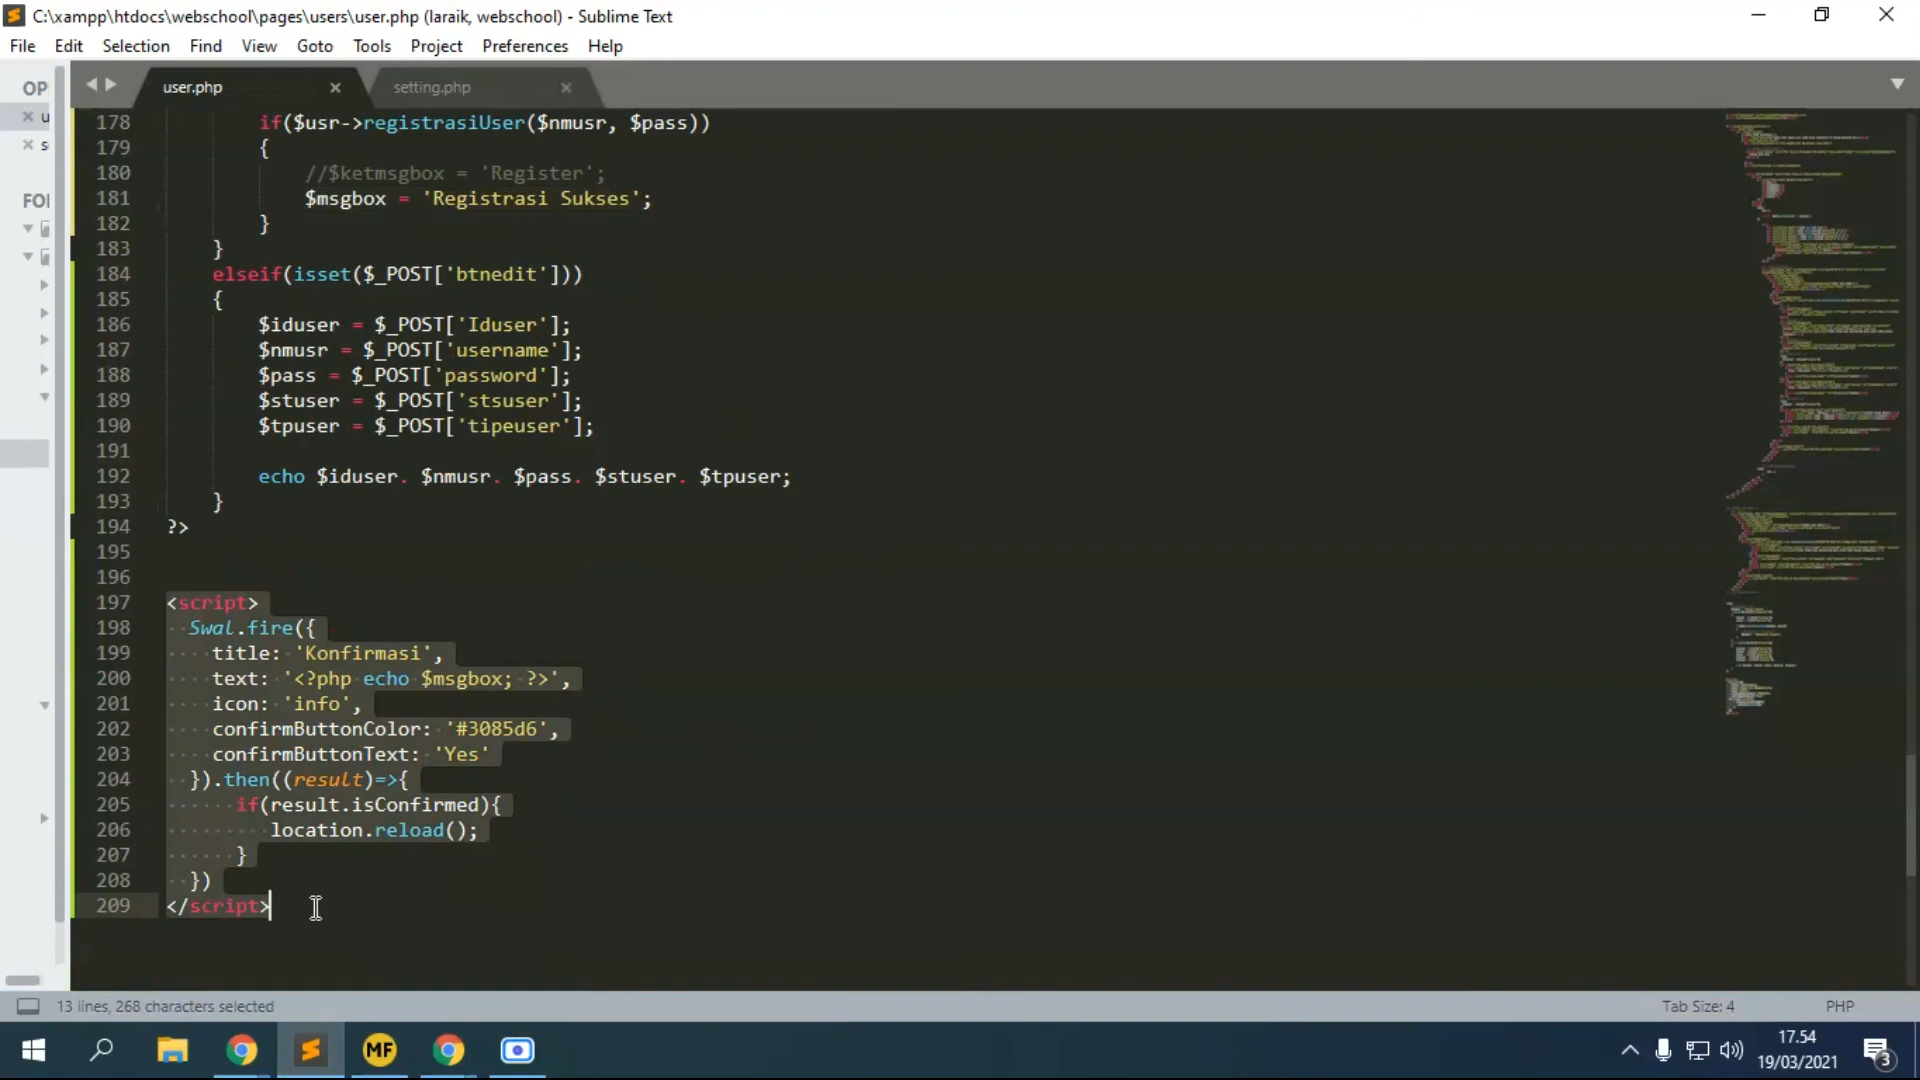 C:\xampp\htdocs\webschool\pages\users\user.php (laraik, webschool) - Sublime Text
File Edit Selection Find View Goto Tools Project Preferences Help
OP
u
s
FOI
user.php
setting.php
178 if($usr->registrasiUser($nmusr, $pass))
179 {
180 //$ketmsgbox = 'Register';
181 $msgbox = 'Registrasi Sukses';
182 }
183 }
184 elseif(isset($_POST['btnedit']))
185 {
186 $iduser = $_POST['Iduser'];
187 $nmusr = $_POST['username'];
188 $pass = $_POST['password'];
189 $stuser = $_POST['stsuser'];
190 $tpuser = $_POST['tipeuser'];
191
192 echo $iduser. $nmusr. $pass. $stuser. $tpuser;
193 }
194 ?>
195
196
197 <script>
198 Swal.fire({
199 title: 'Konfirmasi',
200 text: '<?php echo $msgbox; ?>',
201 icon: 'info',
202 confirmButtonColor: '#3085d6',
203 confirmButtonText: 'Yes'
204 }).then((result)=>{
205 if(result.isConfirmed){
206 location.reload();
207 }
208 })
209 </script>
13 lines, 268 characters selected
Tab Size: 4
PHP
MF
17.54
19/03/2021
3